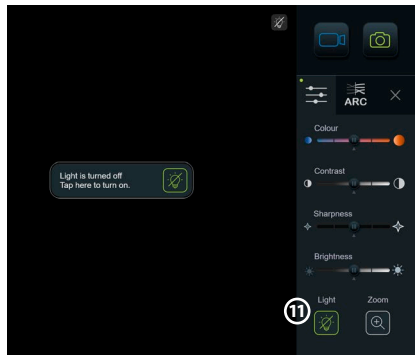 ARC
Colour
Contrast
Light is turned off
Tap here to turn on.
Sharpness
Brightness
11
Light
Zoom